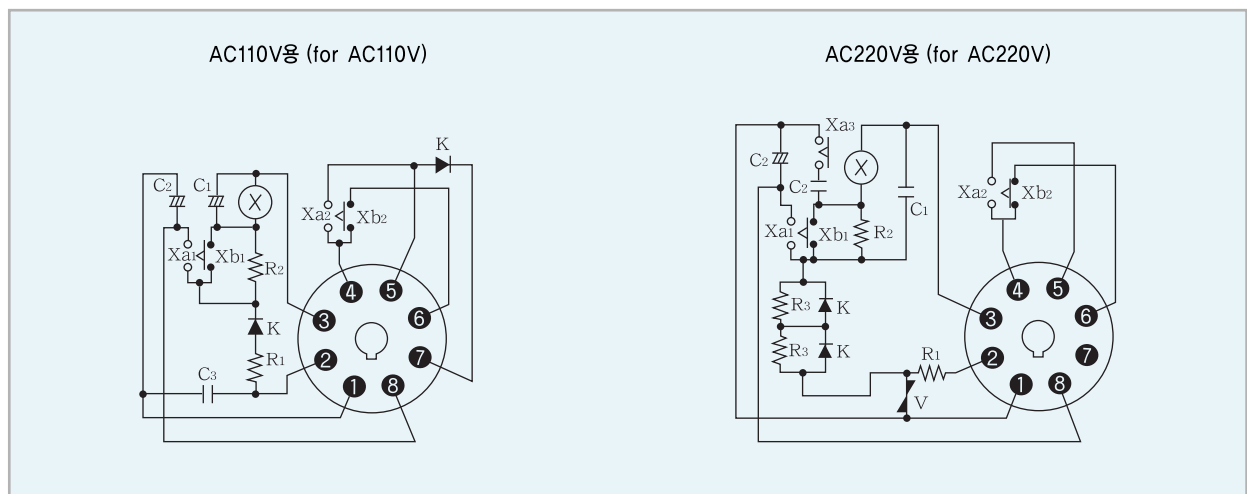 AC110V용 (for AC110V)
K
C2
C1
X
Xa2
Xb2
Xa1
Xb1
R2
4
5
3
6
K
2
7
R1
C3
1
8
AC220V용 (for AC220V)
Xa3
C2
X
C2
Xa2
Xb2
C1
Xa1
Xb1
R2
4
5
R3
K
3
6
R3
K
R1
2
7
1
8
V